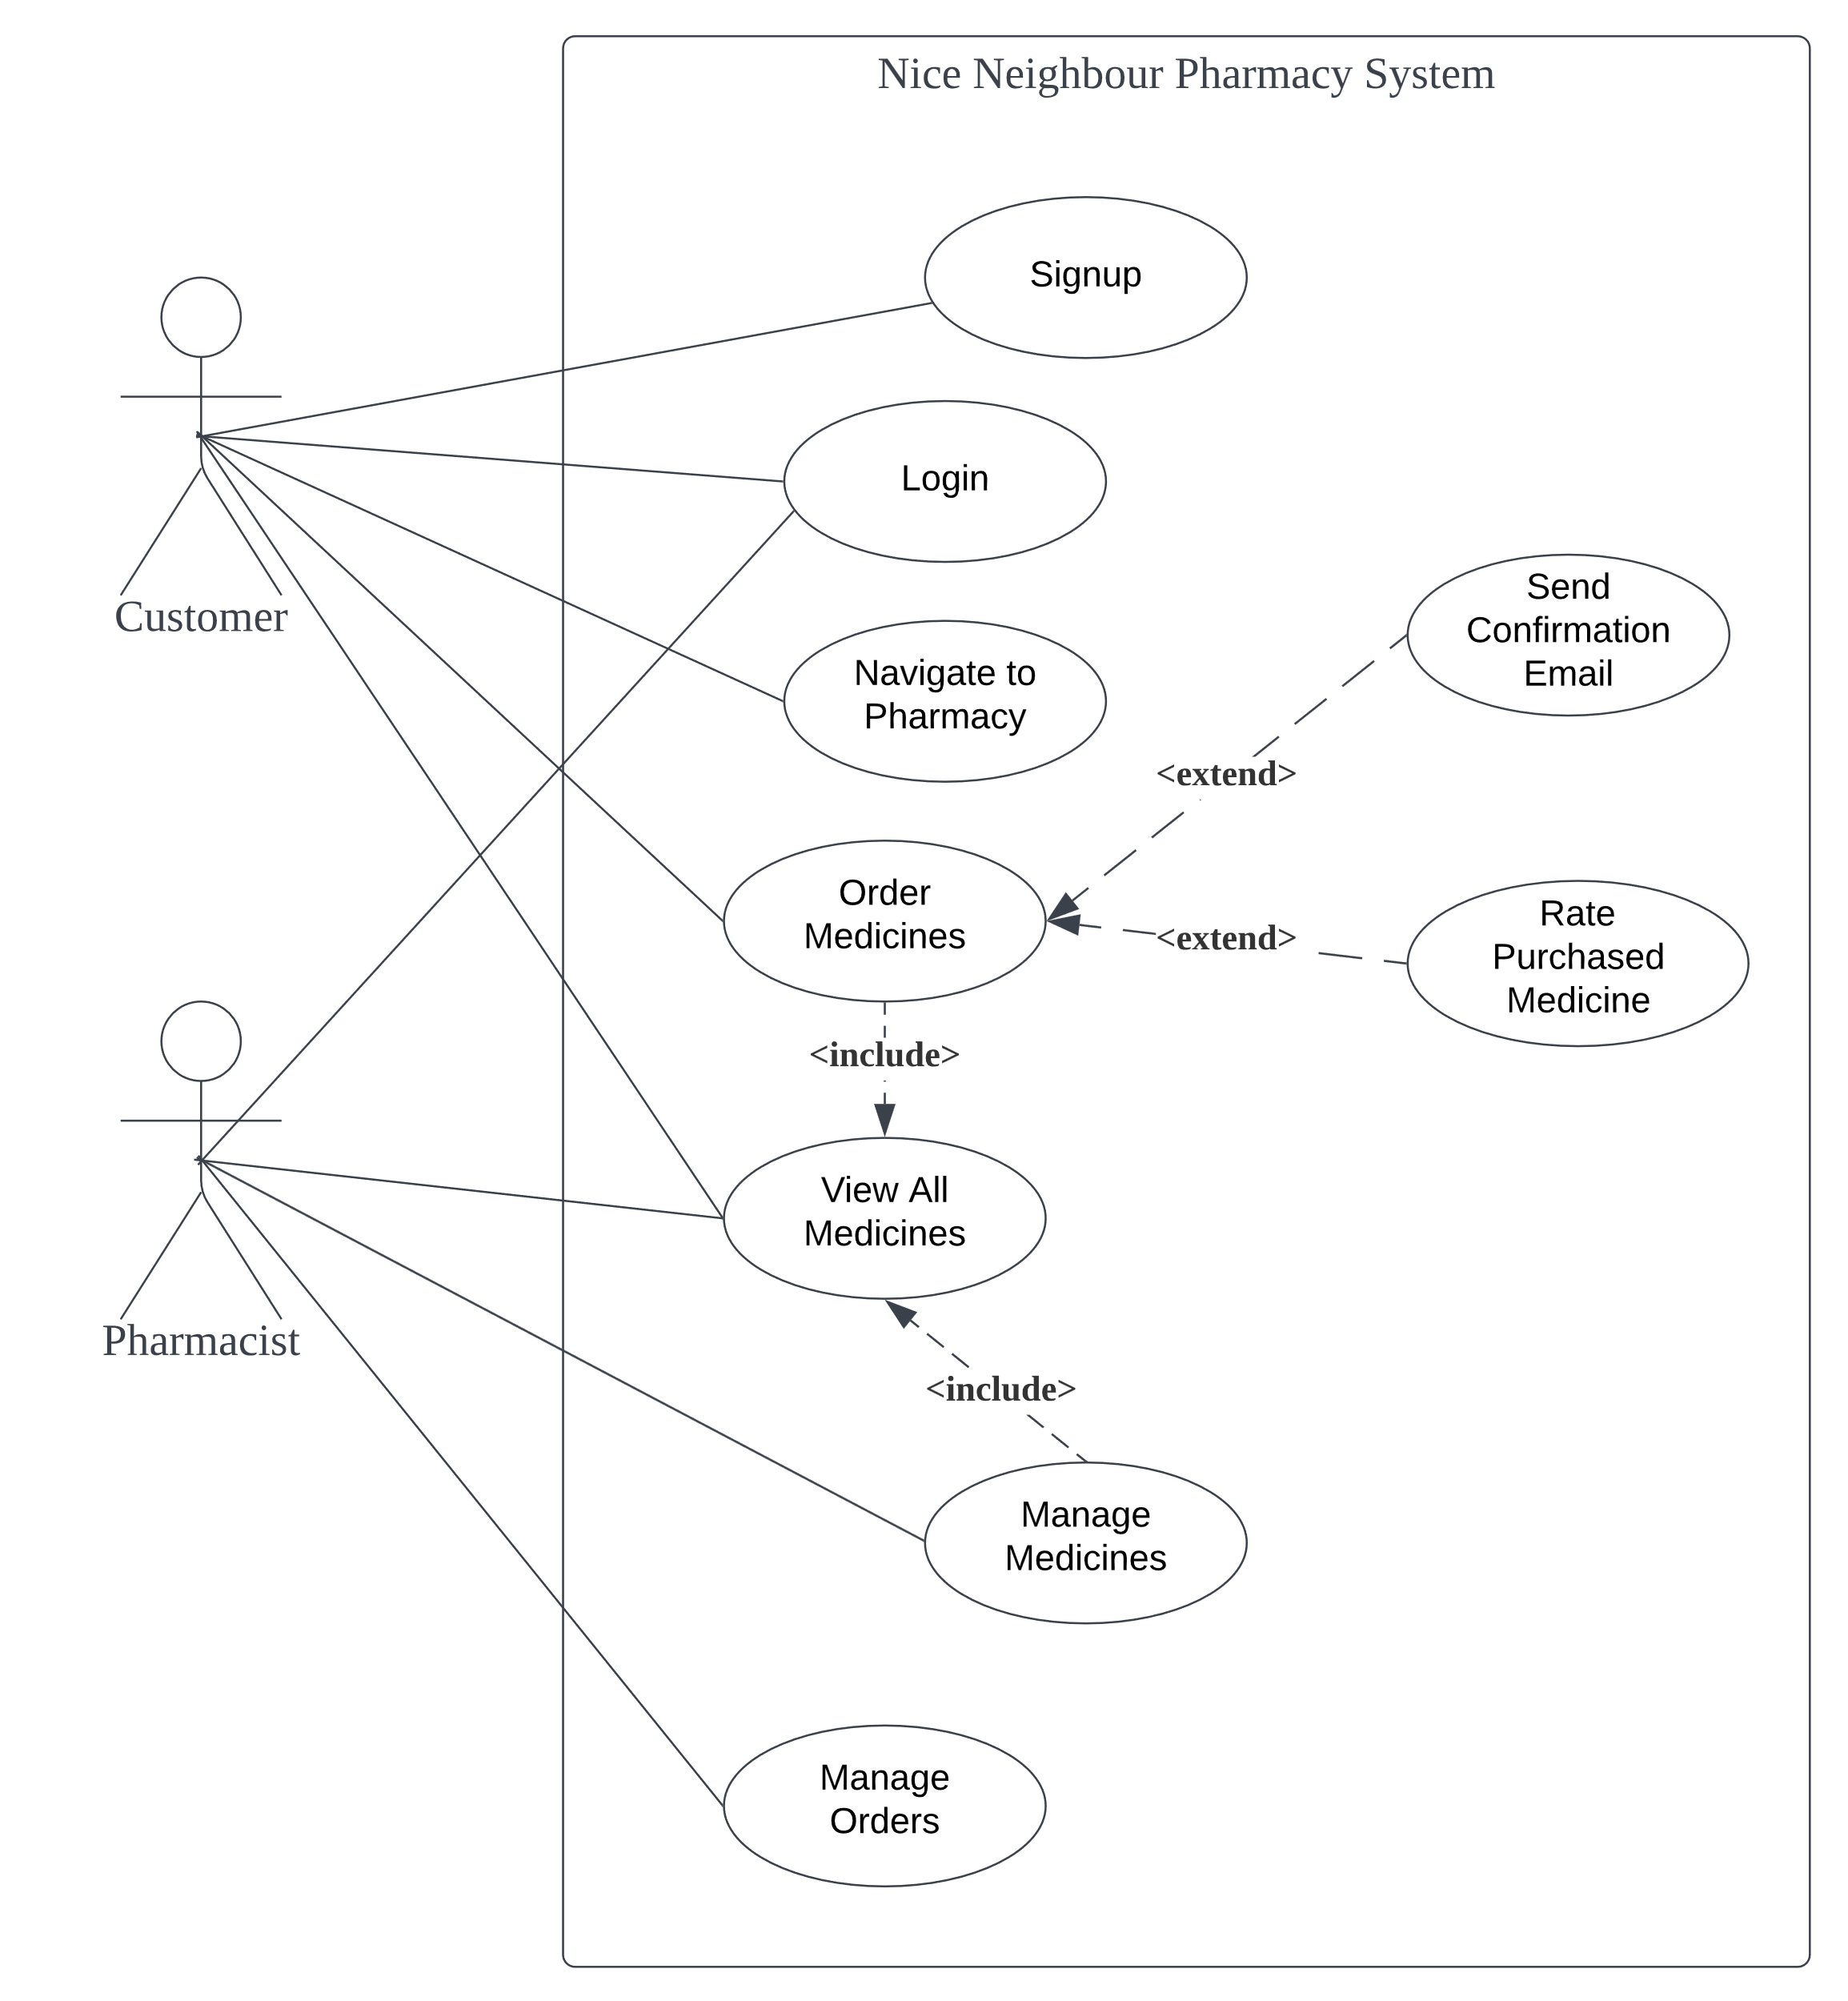 Nice Neighbour Pharmacy System
Signup
Login
Customer
Send
Confirmation
Email
Navigate to
Pharmacy
<extend>
Order
Medicines
Rate
Purchased
Medicine
<extend>
<include>
View All
Medicines
Pharmacist
<include>
Manage
Medicines
Manage
Orders